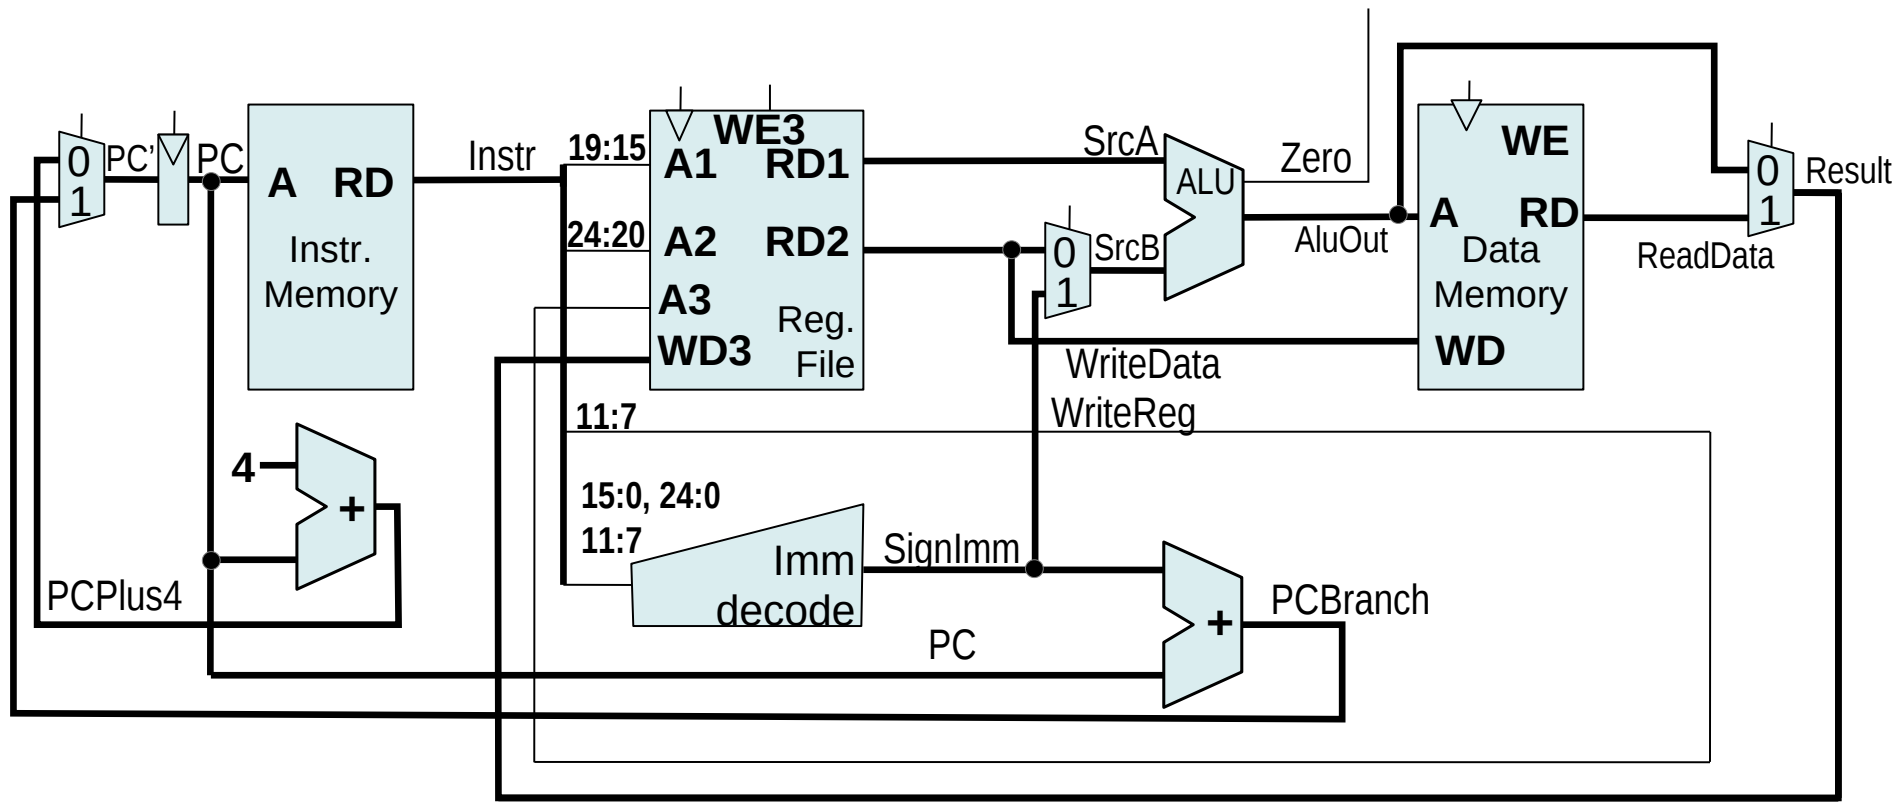 0
1
PC’
PC
A RD
Instr.
Memory
Instr
19:15
24:20
WE3
A1 RD1
A2 RD2
A3
WD3
Reg.
File
SrcA
ALU
Zero
0
1
SrcB
AluOut
WE
A RD
Data
Memory
WD
ReadData
0
1
Result
WriteData
WriteReg
11:7
4
+
PCPlus4
15:0, 24:0
11:7
Imm
decode
SignImm
PC
+
PCBranch